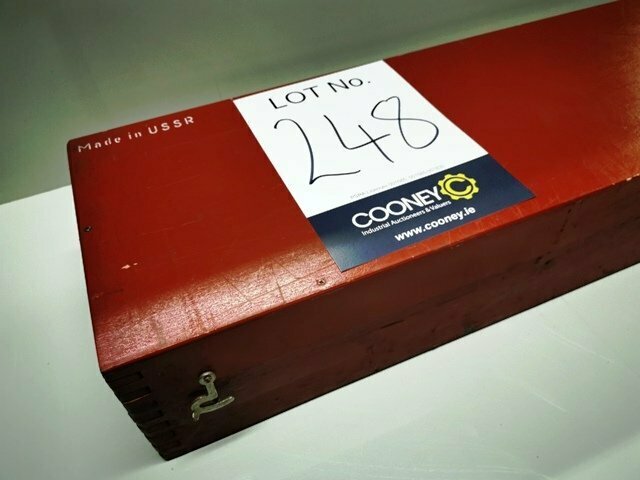 Made in USSR
LOT No.
248
COONEY
Industrial Auctioneers & Valuers
www.cooney.ie